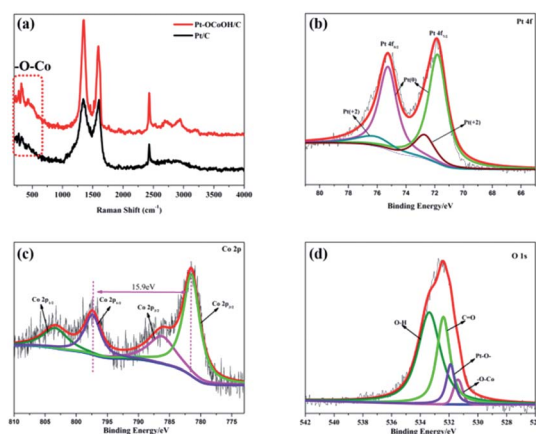 (a)
Pt-OCoOH/C
Pt/C
-O-Co
500 1000 1500 2000 2500 3000 3500 4000
Raman Shift (cm-1)
(b)
Pt 4f
Pt 4f5/2
Pt 4f7/2
Pt(0)
Pt(+2)
Pt(+2)
80 78 76 74 72 70 68 66
Binding Energy/eV
(c)
Co 2p
15.9eV
Co 2p1/2
Co 2p1/2
Co 2p3/2
Co 2p3/2
810 805 800 795 790 785 780 775
Binding Energy/eV
(d)
O 1s
O-H
C=O
Pt-O-
-O-Co
542 540 538 536 534 532 530 528 526
Binding Energy/eV